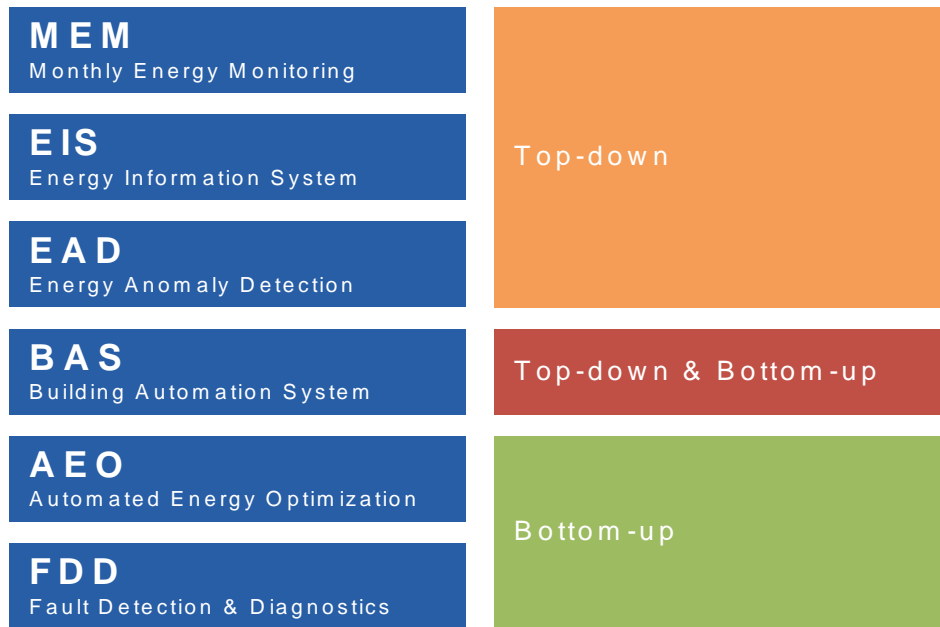 MEM
Monthly Energy Monitoring
EIS
Energy Information System
EAD
Energy Anomaly Detection
Top-down
BAS
Building Automation System
Top-down & Bottom-up
AEO
Automated Energy Optimization
FDD
Fault Detection & Diagnostics
Bottom-up